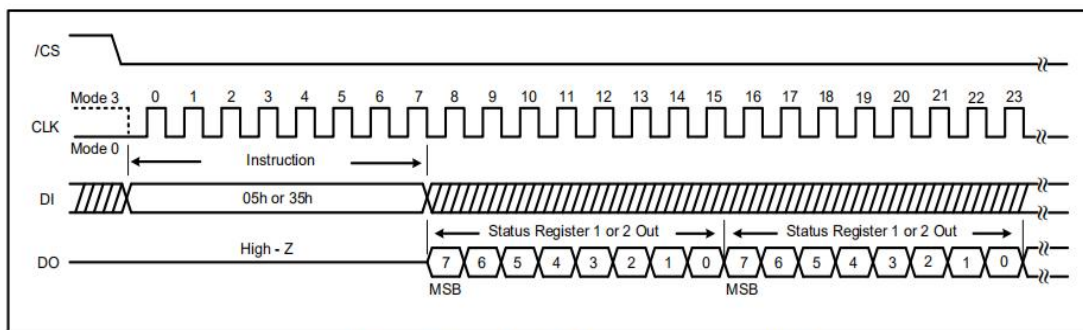 /CS
Mode 3 0 1 2 3 4 5 6 7 8 9 10 11 12 13 14 15 16 17 18 19 20 21 22 23
CLK
Mode 0
Instruction
DI 05h or 35h
Status Register 1 or 2 Out Status Register 1 or 2 Out
High - Z
DO 7 6 5 4 3 2 1 0 7 6 5 4 3 2 1 0
MSB MSB